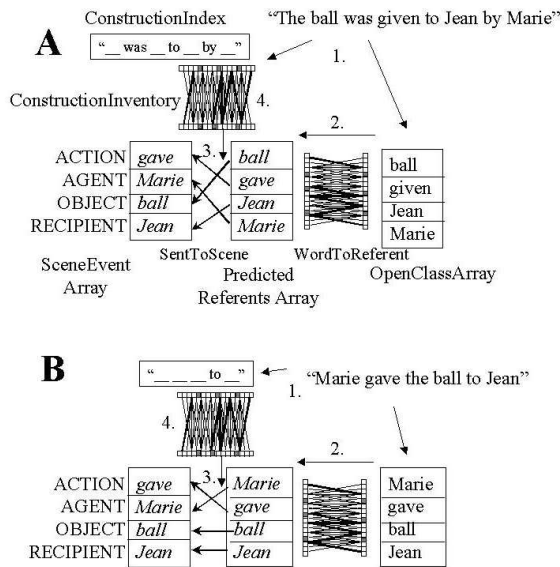 ConstructionIndex
“The ball was given to Jean by Marie”
A
“__ was __ to __ by __”
1.
ConstructionInventory
4.
2.
ACTION gave 3. ball ball
AGENT Marie gave given
OBJECT ball Jean Jean
RECIPIENT Jean Marie Marie
SentToScene WordToReferent
SceneEvent Predicted OpenClassArray
Array Referents Array
B
“__ __ __ to __”
“Marie gave the ball to Jean”
1.
4.
2.
ACTION gave 3. Marie Marie
AGENT Marie gave gave
OBJECT ball ball ball
RECIPIENT Jean Jean Jean